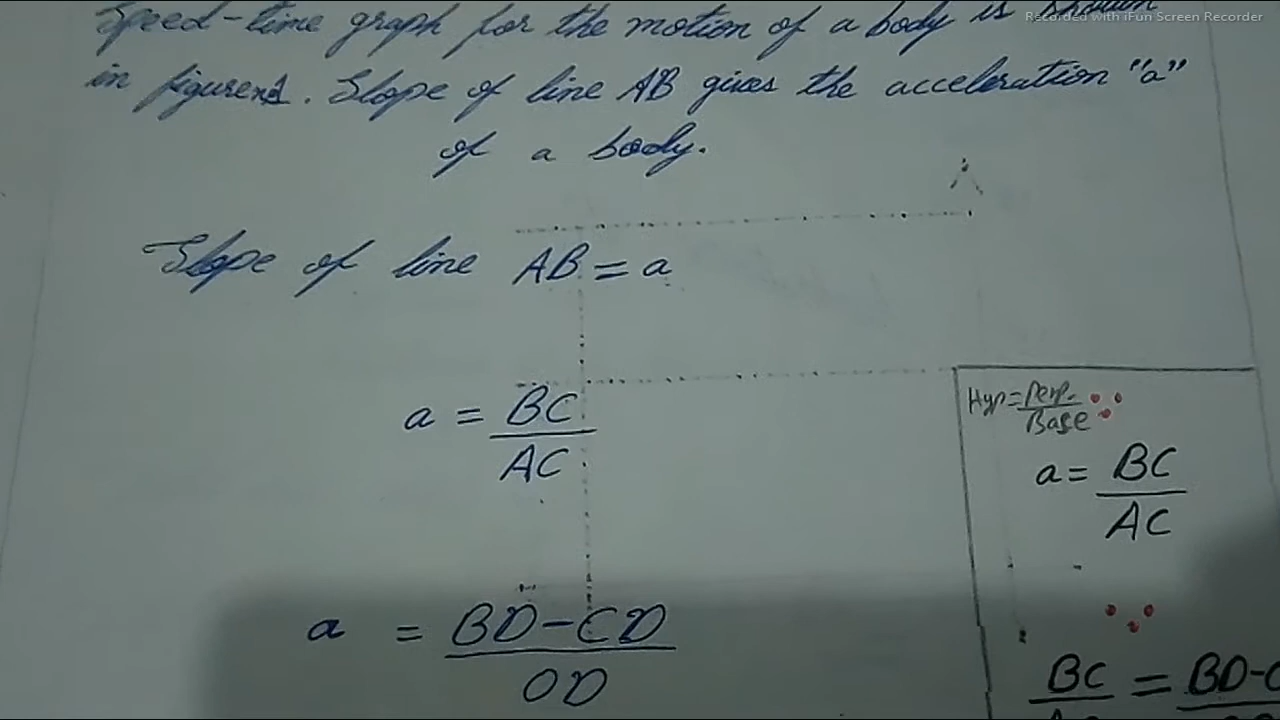 Recorded with iFun Screen Recorder
Speed-time graph for the motion of a body is shown
in figure. Slope of line AB gives the acceleration "a"
of a body.
Slope of line AB = a
a = BC
AC
a = BD-CD
OD
Hyp = Perp.
Base
a = BC
AC
BC = BD-C